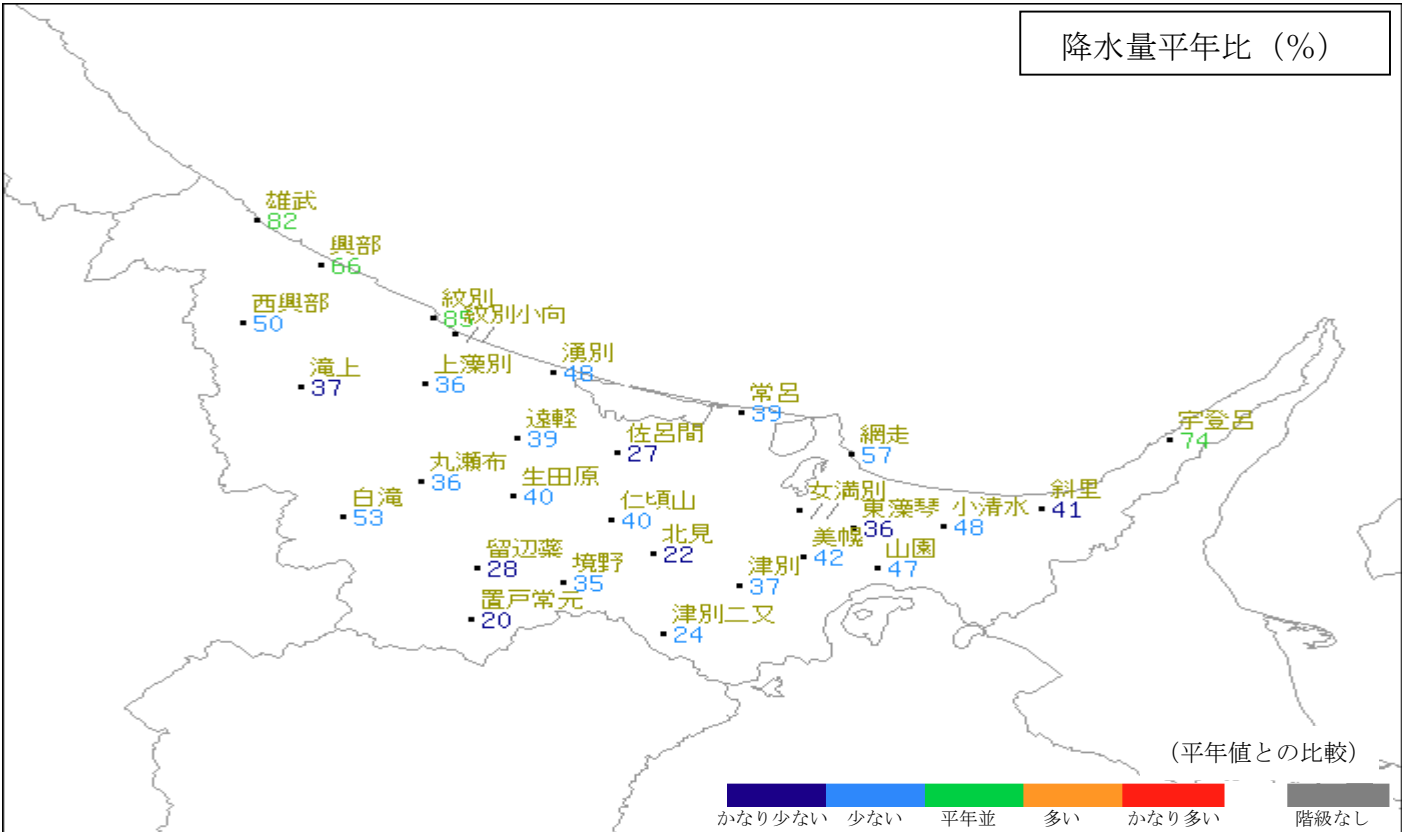 降水量平年比（%）
雄武
82
興部
66
紋別
85
紋別小向
西興部
50
湧別
48
滝上
37
上藻別
36
常呂
39
遠軽
39
佐呂間
27
網走
57
宇登呂
74
丸瀬布
36
生田原
40
白滝
53
仁頃山
40
女満別
東藻琴
36
小清水
48
斜里
41
北見
22
美幌
42
山園
47
留辺蘂
28
境野
35
津別
37
置戸常元
20
津別二又
24
（平年値との比較）
かなり少ない 少ない 平年並 多い かなり多い 階級なし